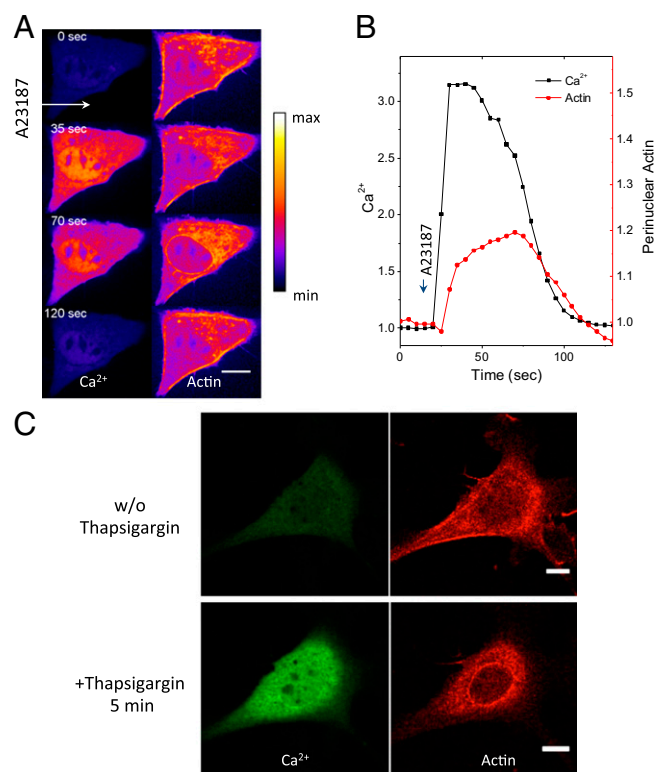 A
A23187
0 sec
35 sec
70 sec
120 sec
Ca²⁺
Actin
max
min
B
Ca²⁺
Actin
A23187
3.0
2.5
2.0
1.5
1.0
Ca²⁺
1.5
1.4
1.3
1.2
1.1
1.0
Perinuclear Actin
0
50
100
Time (sec)
C
w/o
Thapsigargin
+Thapsigargin
5 min
Ca²⁺
Actin